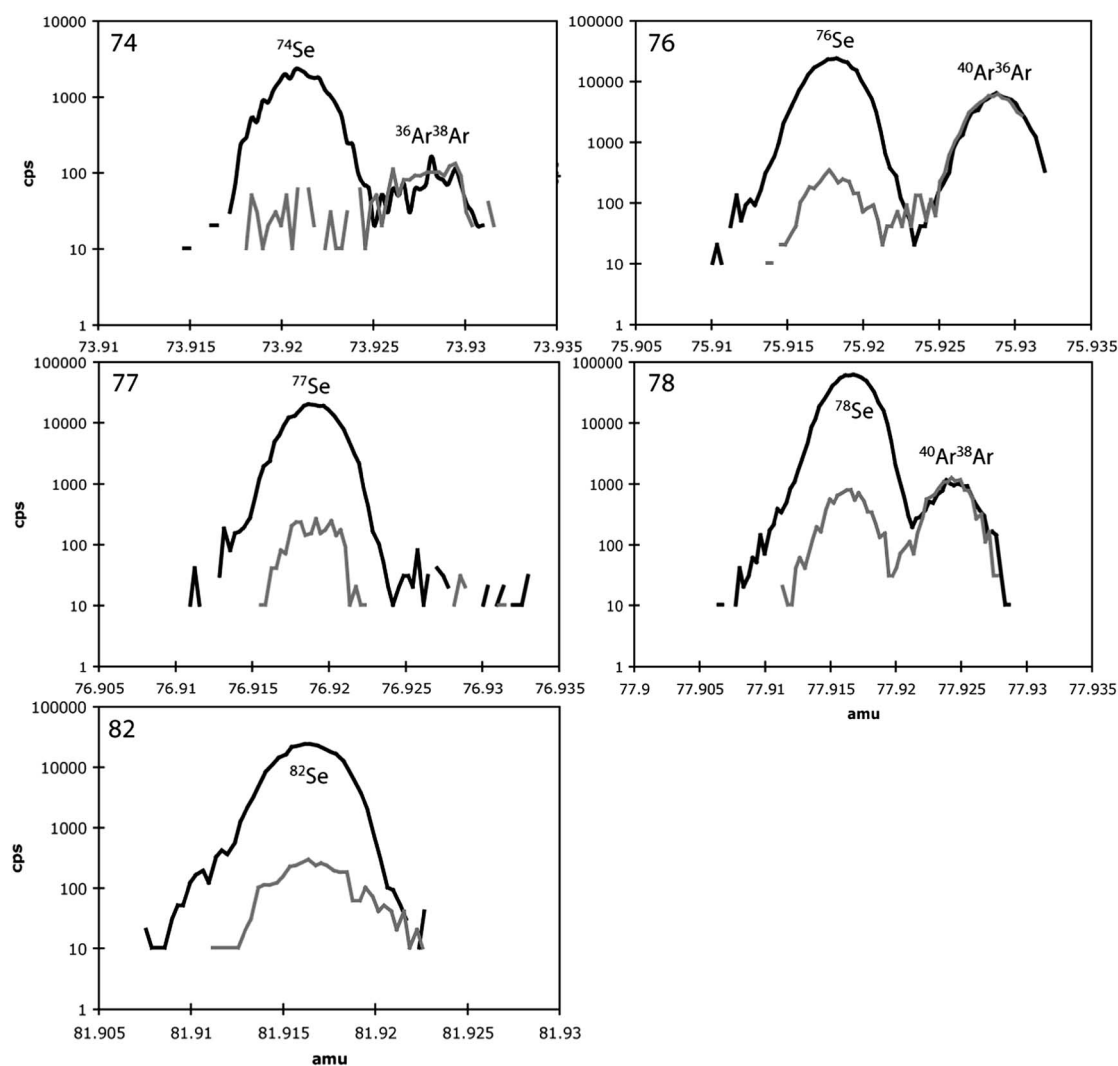 74
⁷⁴Se
³⁶Ar³⁸Ar
cps
10000
1000
100
10
1
73.91 73.915 73.92 73.925 73.93 73.935
76
⁷⁶Se
⁴⁰Ar³⁶Ar
100000
10000
1000
100
10
1
75.905 75.91 75.915 75.92 75.925 75.93 75.935
77
⁷⁷Se
cps
100000
10000
1000
100
10
1
76.905 76.91 76.915 76.92 76.925 76.93 76.935
78
⁷⁸Se
⁴⁰Ar³⁸Ar
100000
10000
1000
100
10
1
77.9 77.905 77.91 77.915 77.92 77.925 77.93 77.935
amu
82
⁸²Se
cps
100000
10000
1000
100
10
1
81.905 81.91 81.915 81.92 81.925 81.93
amu